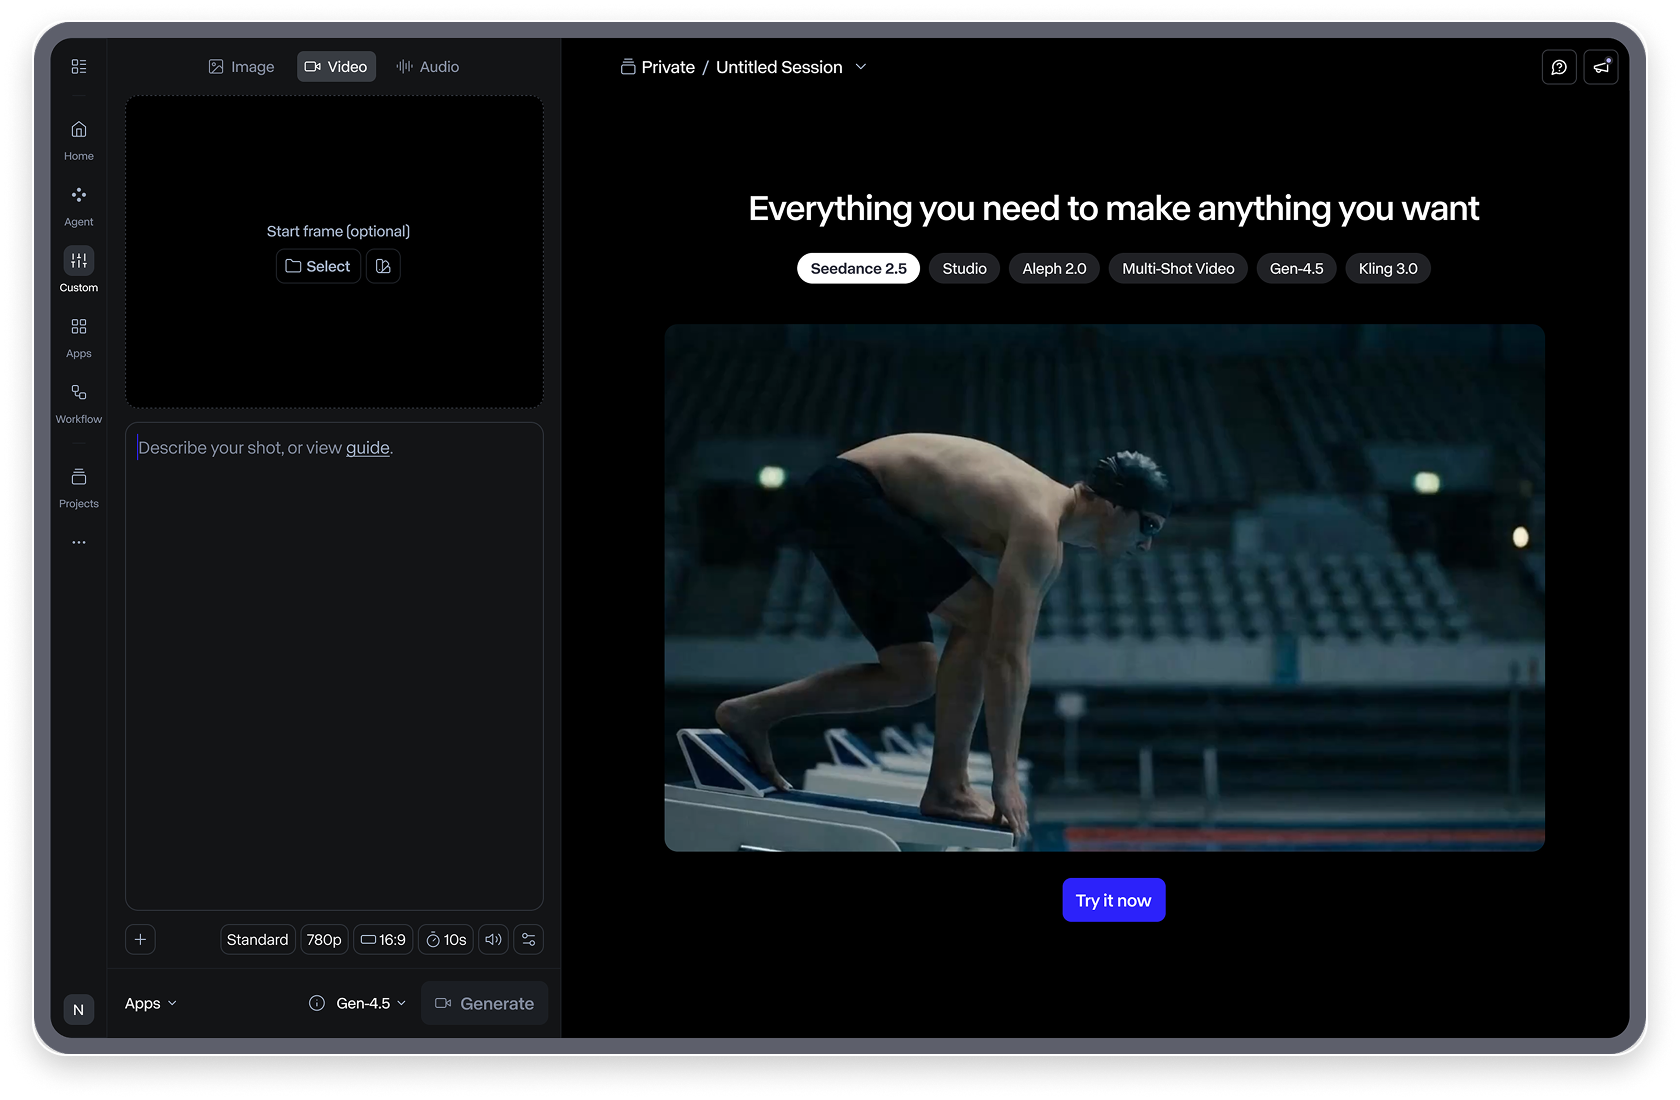 Image
Video
Audio
Private / Untitled Session
Home
Agent
Custom
Apps
Workflow
Projects
N
Start frame (optional)
Select
Describe your shot, or view guide.
Standard
780p
16:9
10s
Apps
Gen-4.5
Generate
Everything you need to make anything you want
Seedance 2.5
Studio
Aleph 2.0
Multi-Shot Video
Gen-4.5
Kling 3.0
Try it now